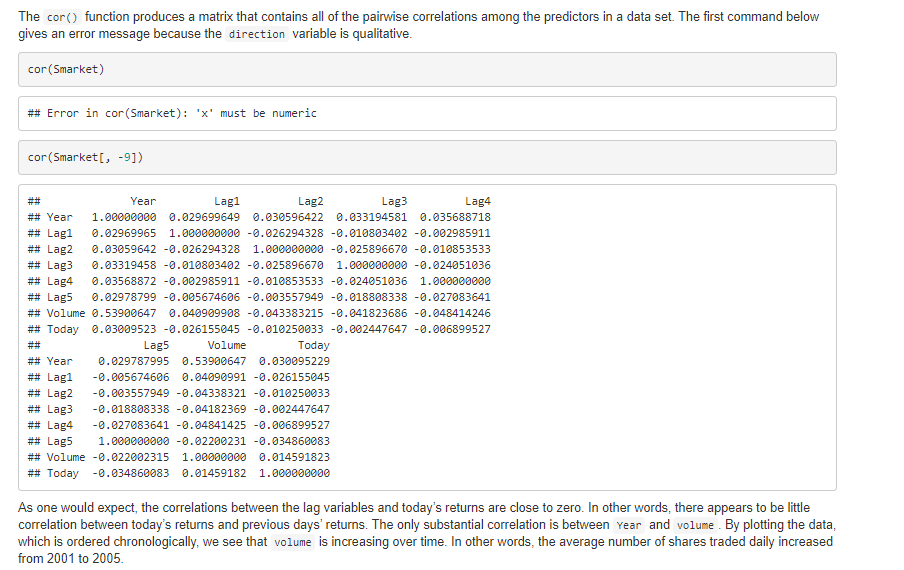 The cor() function produces a matrix that contains all of the pairwise correlations among the predictors in a data set. The first command below
gives an error message because the direction variable is qualitative.
cor(Smarket)
## Error in cor(Smarket): 'x' must be numeric
cor(Smarket[, -9])
##               Year         Lag1         Lag2         Lag3         Lag4
## Year   1.00000000  0.029699649  0.030596422  0.033194581  0.035688718
## Lag1   0.02969965  1.000000000 -0.026294328 -0.010803402 -0.002985911
## Lag2   0.03059642 -0.026294328  1.000000000 -0.025896670 -0.010853533
## Lag3   0.03319458 -0.010803402 -0.025896670  1.000000000 -0.024051036
## Lag4   0.03568872 -0.002985911 -0.010853533 -0.024051036  1.000000000
## Lag5   0.02978799 -0.005674606 -0.003557949 -0.018808338 -0.027083641
## Volume 0.53900647  0.040909908 -0.043383215 -0.041823686 -0.048414246
## Today  0.03009523 -0.026155045 -0.010250033 -0.002447647 -0.006899527
##                Lag5      Volume        Today
## Year    0.029787995  0.53900647  0.030095229
## Lag1   -0.005674606  0.04090991 -0.026155045
## Lag2   -0.003557949 -0.04338321 -0.010250033
## Lag3   -0.018808338 -0.04182369 -0.002447647
## Lag4   -0.027083641 -0.04841425 -0.006899527
## Lag5    1.000000000 -0.02200231 -0.034860083
## Volume -0.022002315  1.00000000  0.014591823
## Today  -0.034860083  0.01459182  1.000000000
As one would expect, the correlations between the lag variables and today's returns are close to zero. In other words, there appears to be little
correlation between today's returns and previous days' returns. The only substantial correlation is between Year and volume. By plotting the data,
which is ordered chronologically, we see that volume is increasing over time. In other words, the average number of shares traded daily increased
from 2001 to 2005.